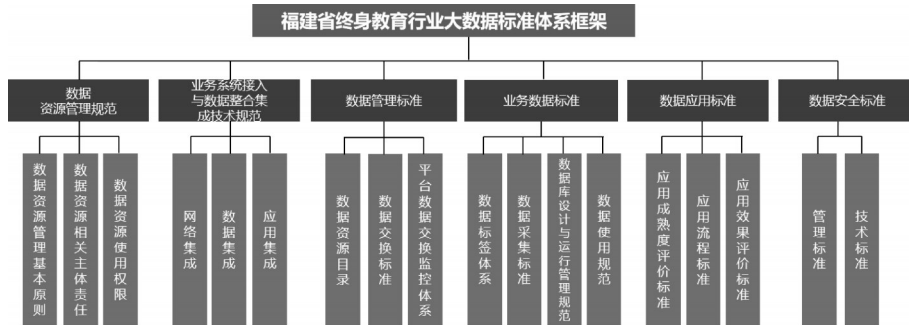 福建省终身教育行业大数据标准体系框架
数据
资源管理规范
业务系统接入
与数据整合集
成技术规范
数据管理标准
业务数据标准
数据应用标准
数据安全标准
数据资源管理基本原则
数据资源相关主体责任
数据资源使用权限
网络集成
数据集成
应用集成
数据资源目录
数据交换标准
平台数据交换监控体系
数据标签体系
数据采集标准
数据库设计与运行管理规范
数据使用规范
应用成熟度评价标准
应用流程标准
应用效果评价标准
管理标准
技术标准